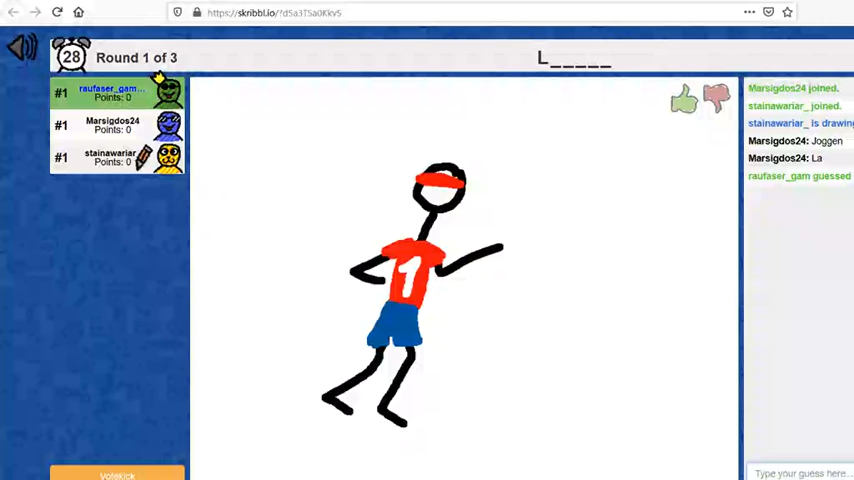 https://skribbl.io/?dSa3TSa0Kkv5
28
Round 1 of 3
L_____
#1
raufaser_gam...
Points: 0
#1
Marsigdos24
Points: 0
#1
stainawariar_
Points: 0
1
Marsigdos24 joined.
stainawariar_ joined.
stainawariar_ is drawing
Marsigdos24: Joggen
Marsigdos24: La
raufaser_gam guessed
Votekick
Type your guess here...